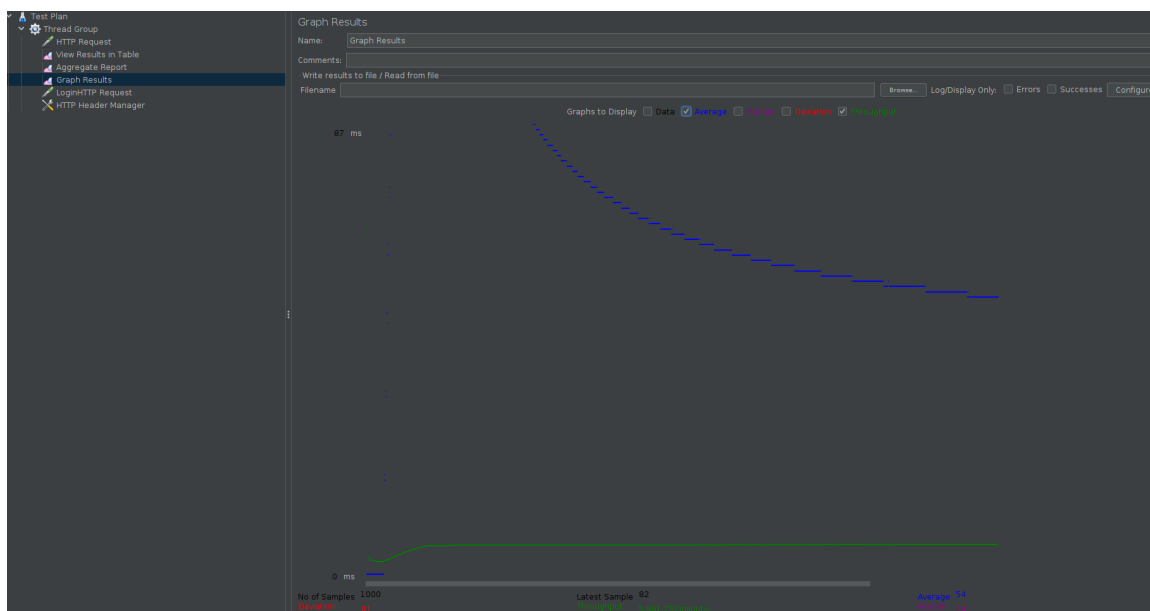 Test Plan
Thread Group
HTTP Request
View Results in Table
Aggregate Report
Graph Results
LoginHTTP Request
HTTP Header Manager
Graph Results
Name: Graph Results
Comments:
Write results to file / Read from file
Filename Browse... Log/Display Only: Errors Successes Configure
Graphs to Display Data Average Deviation Throughput
87 ms
0 ms
No of Samples 1000 Latest Sample 82 Average 54
Deviation